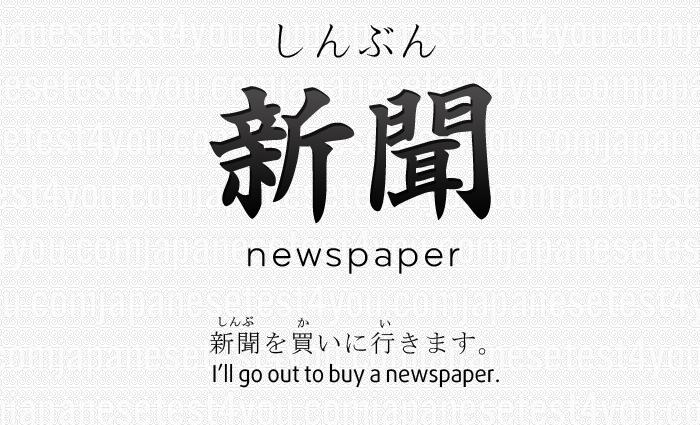 しんぶん
新聞
newspaper
しんぶ か い
新聞を買いに行きます。
I'll go out to buy a newspaper.